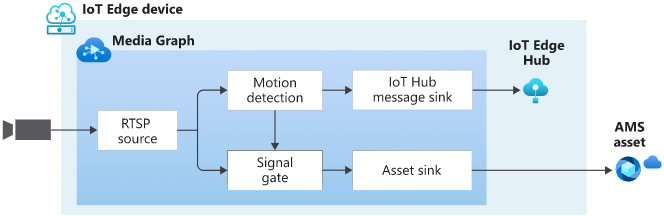 IoT Edge device
Media Graph
IoT Edge
Hub
Motion
detection
IoT Hub
message sink
RTSP
source
AMS
asset
Signal
gate
Asset sink